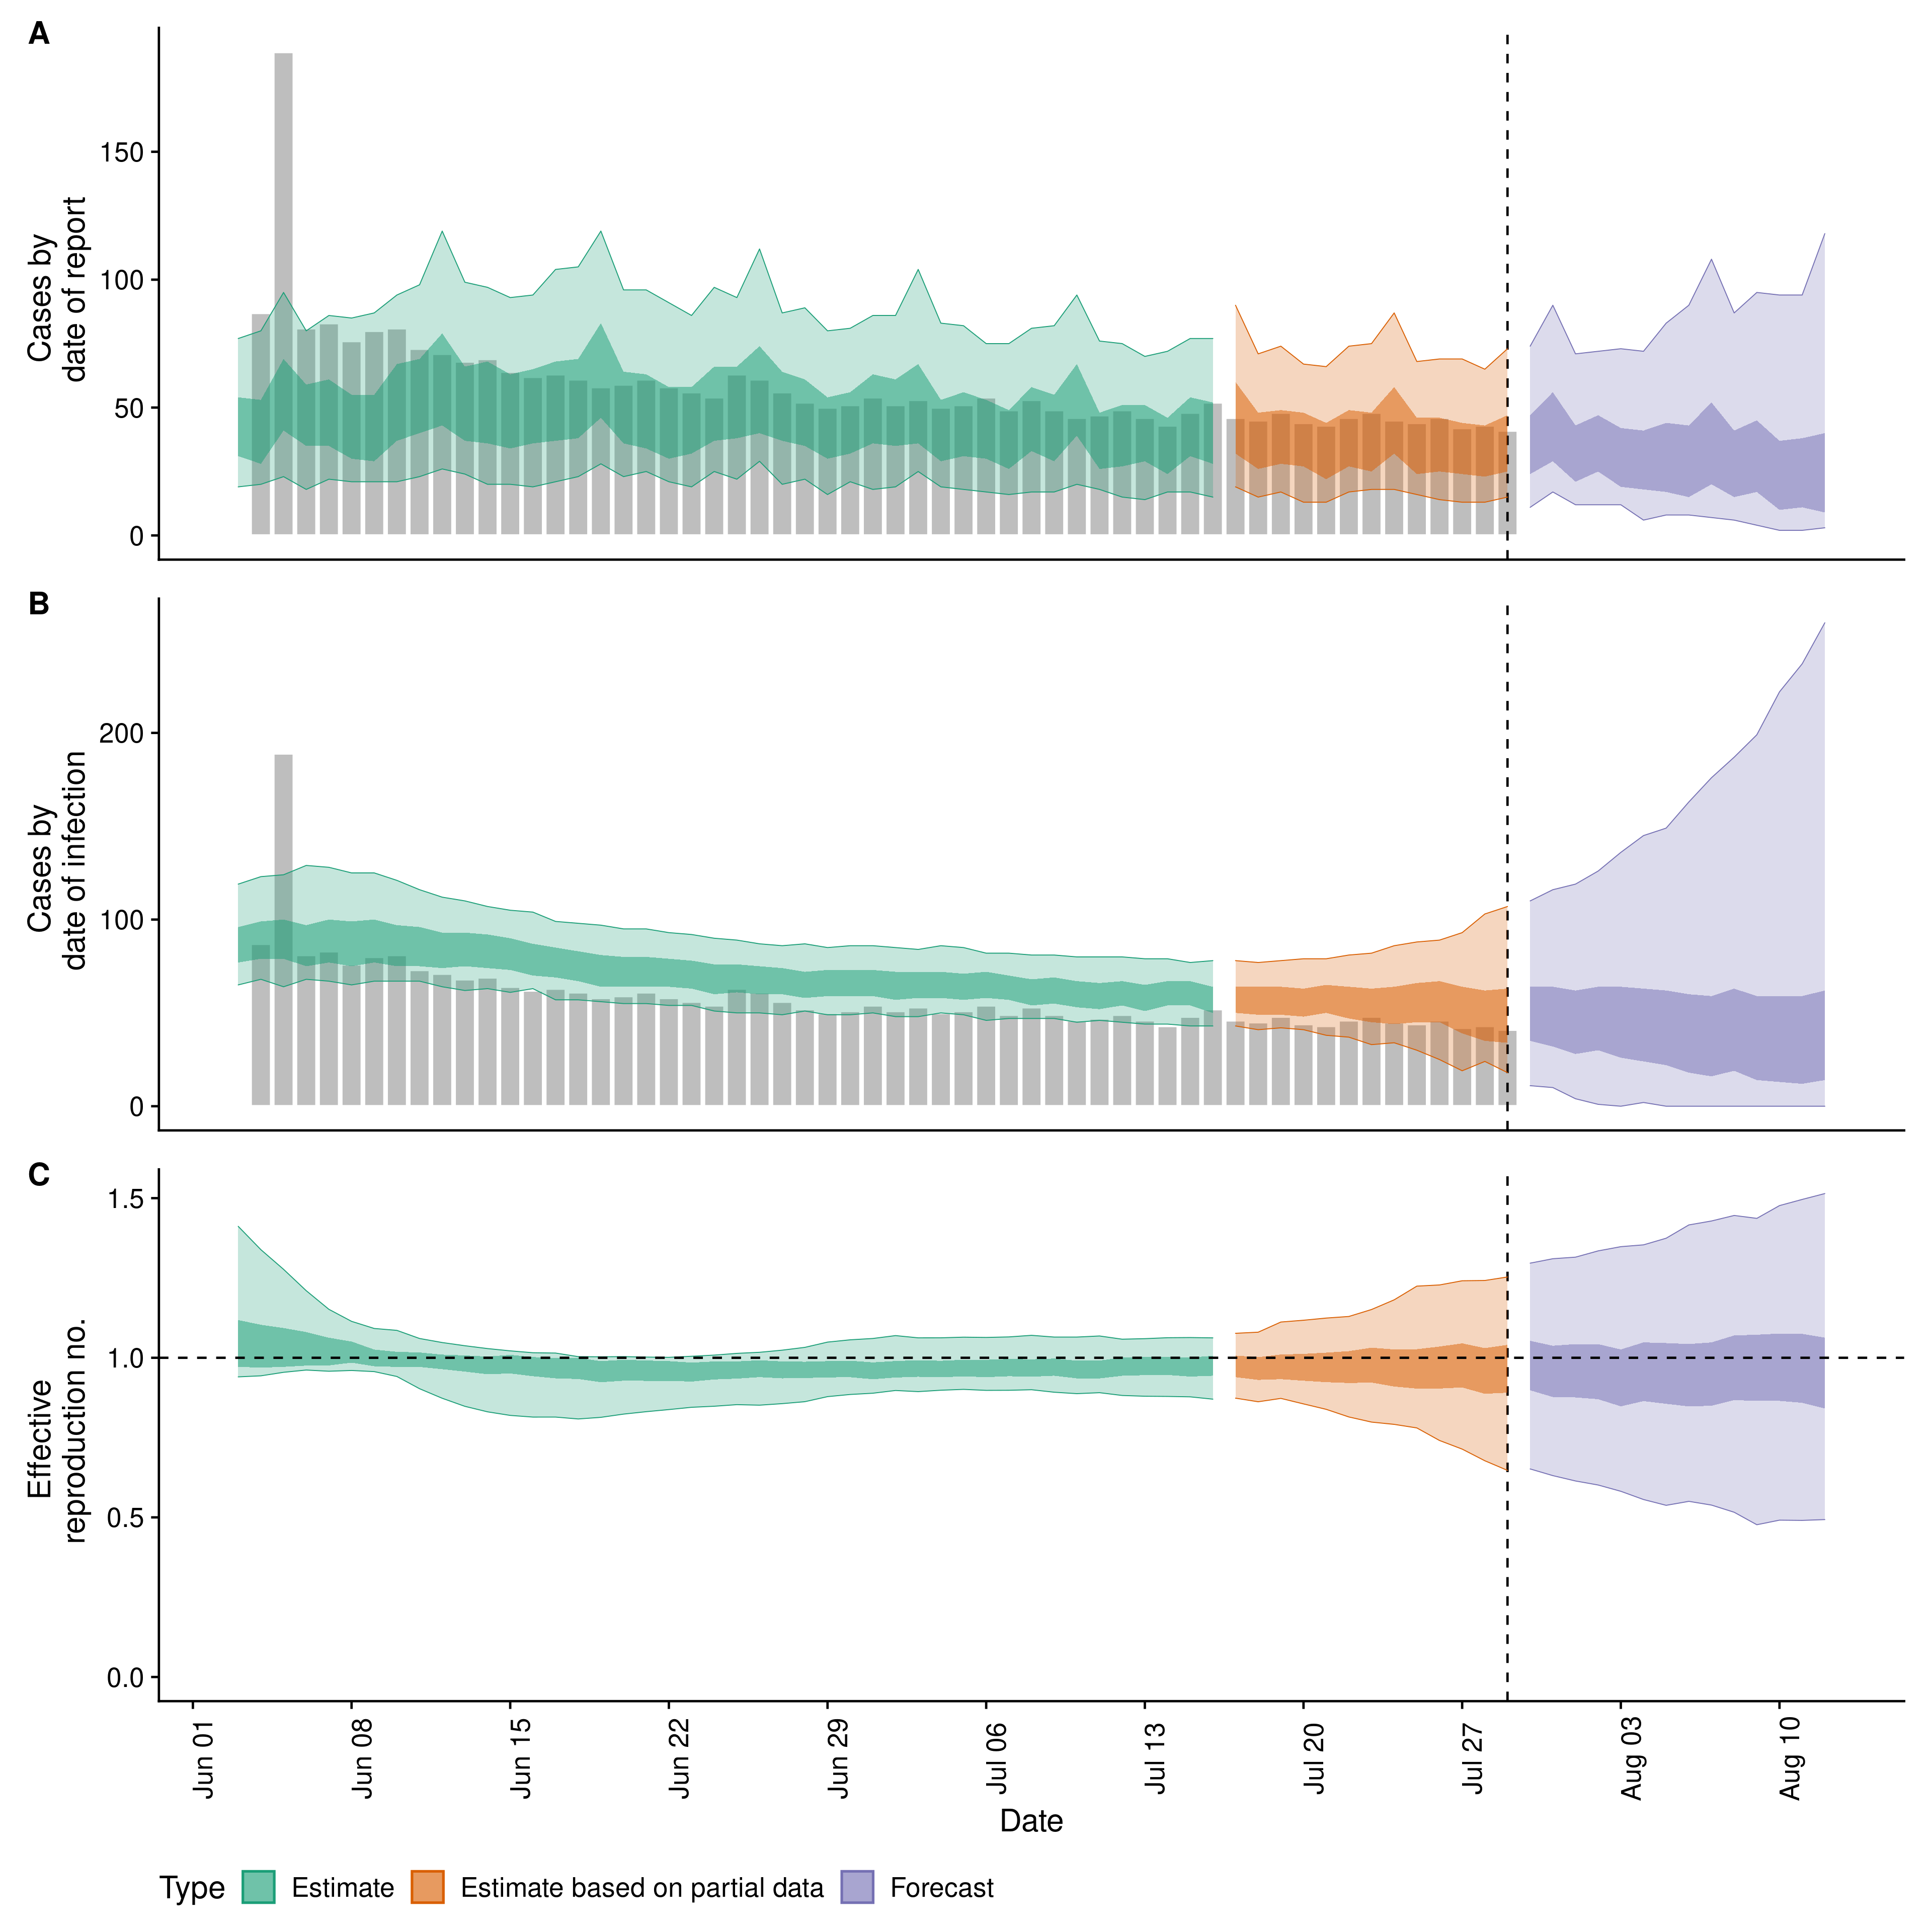 A
Cases by
date of report
150
100
50
0
B
Cases by
date of infection
200
100
0
C
Effective
reproduction no.
1.5
1.0
0.5
0.0
Jun 01
Jun 08
Jun 15
Jun 22
Jun 29
Jul 06
Jul 13
Jul 20
Jul 27
Aug 03
Aug 10
Date
Type Estimate Estimate based on partial data Forecast